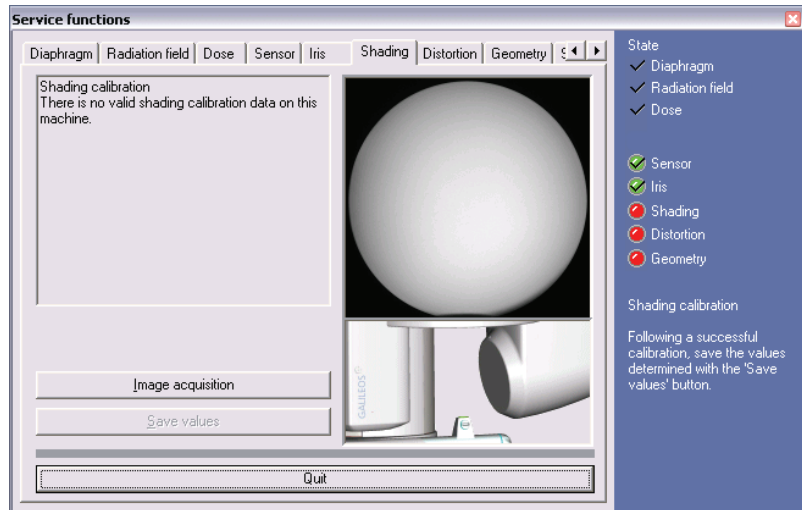 Service functions
Diaphragm Radiation field Dose Sensor Iris Shading Distortion Geometry
Shading calibration
There is no valid shading calibration data on this
machine.
GALILEOS
Image acquisition
Save values
Quit
State
Diaphragm
Radiation field
Dose
Sensor
Iris
Shading
Distortion
Geometry
Shading calibration
Following a successful
calibration, save the values
determined with the 'Save
values' button.